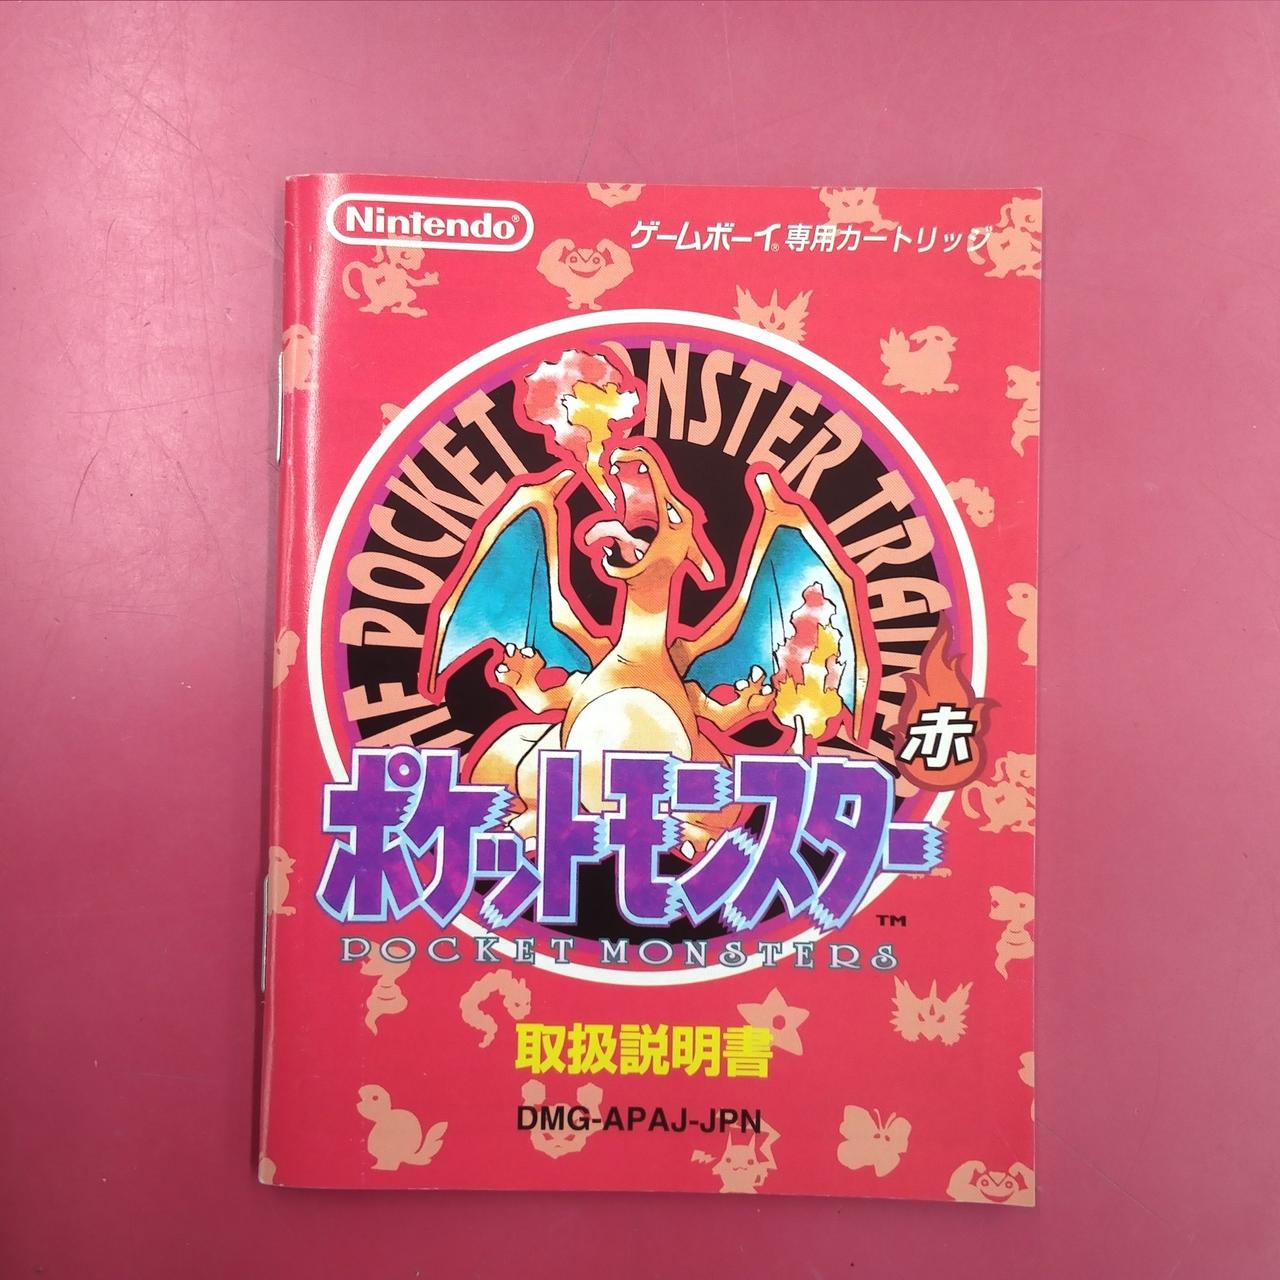 Nintendo®
ゲームボーイ®専用カートリッジ
POCKET MONSTER
赤
ポケットモンスター
TM
POCKET MONSTERS
取扱説明書
DMG-APAJ-JPN